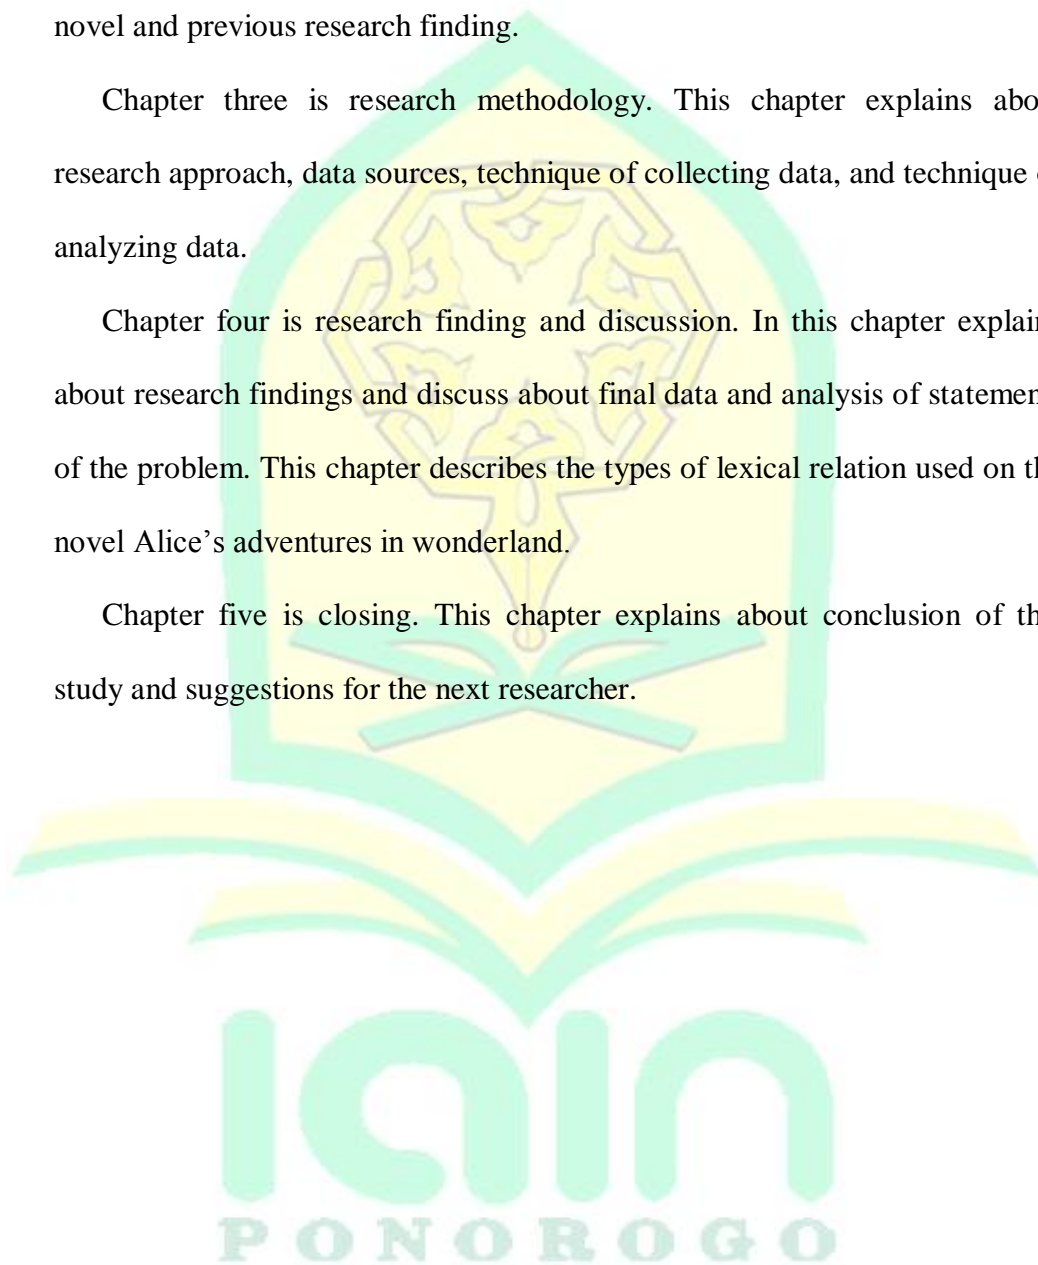 novel and previous research finding.
Chapter three is research methodology. This chapter explains abo
research approach, data sources, technique of collecting data, and technique
analyzing data.
Chapter four is research finding and discussion. In this chapter explain
about research findings and discuss about final data and analysis of statemen
of the problem. This chapter describes the types of lexical relation used on th
novel Alice’s adventures in wonderland.
Chapter five is closing. This chapter explains about conclusion of th
study and suggestions for the next researcher.
iain
PONOROGO